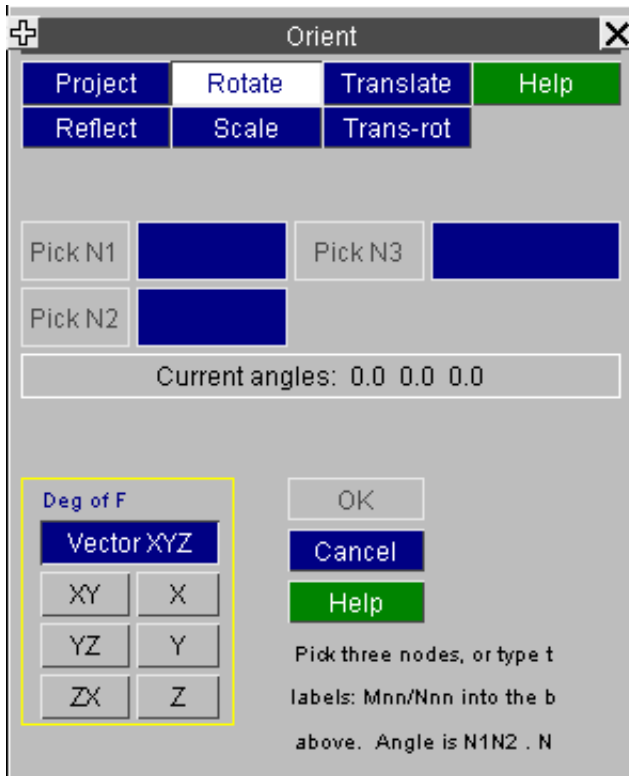 Orient
Project Rotate Translate Help
Reflect Scale Trans-rot
Pick N1 Pick N3
Pick N2
Current angles: 0.0 0.0 0.0
Deg of F
Vector XYZ
XY X
YZ Y
ZX Z
OK
Cancel
Help
Pick three nodes, or type t
labels: Mnn/Nnn into the b
above. Angle is N1N2 . N